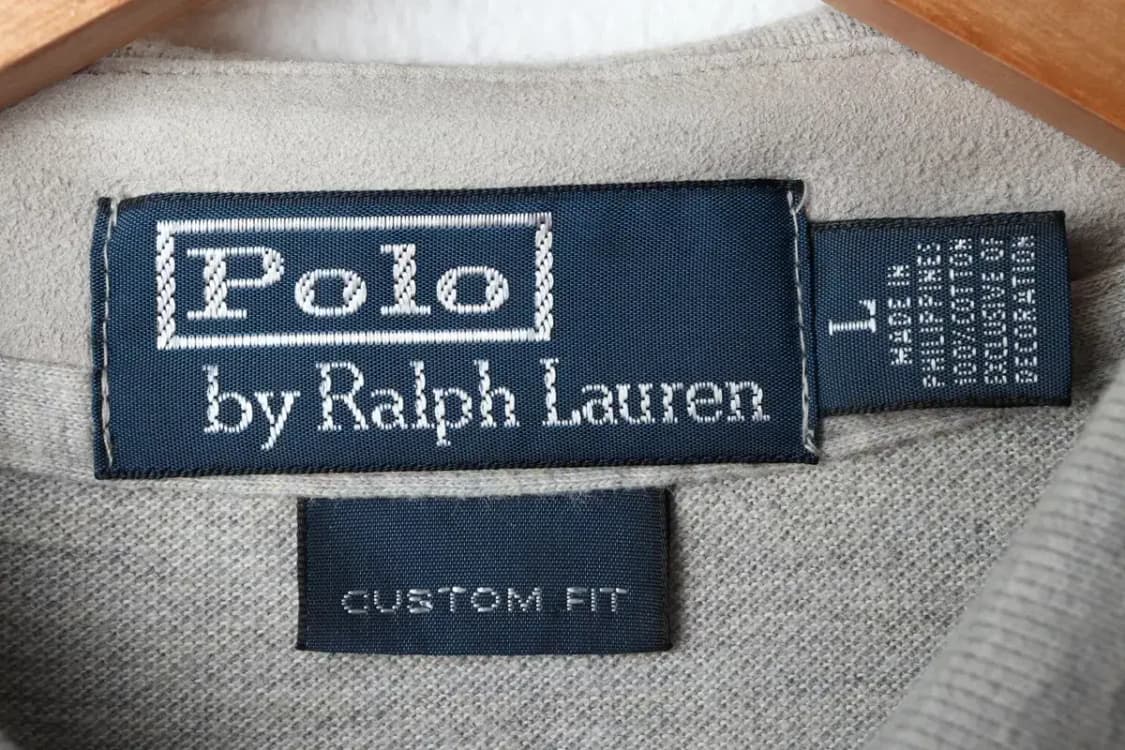 Polo
by Ralph Lauren
L
MADE IN
PHILIPPINES
100% COTTON
EXCLUSIVE OF
DECORATION
CUSTOM FIT